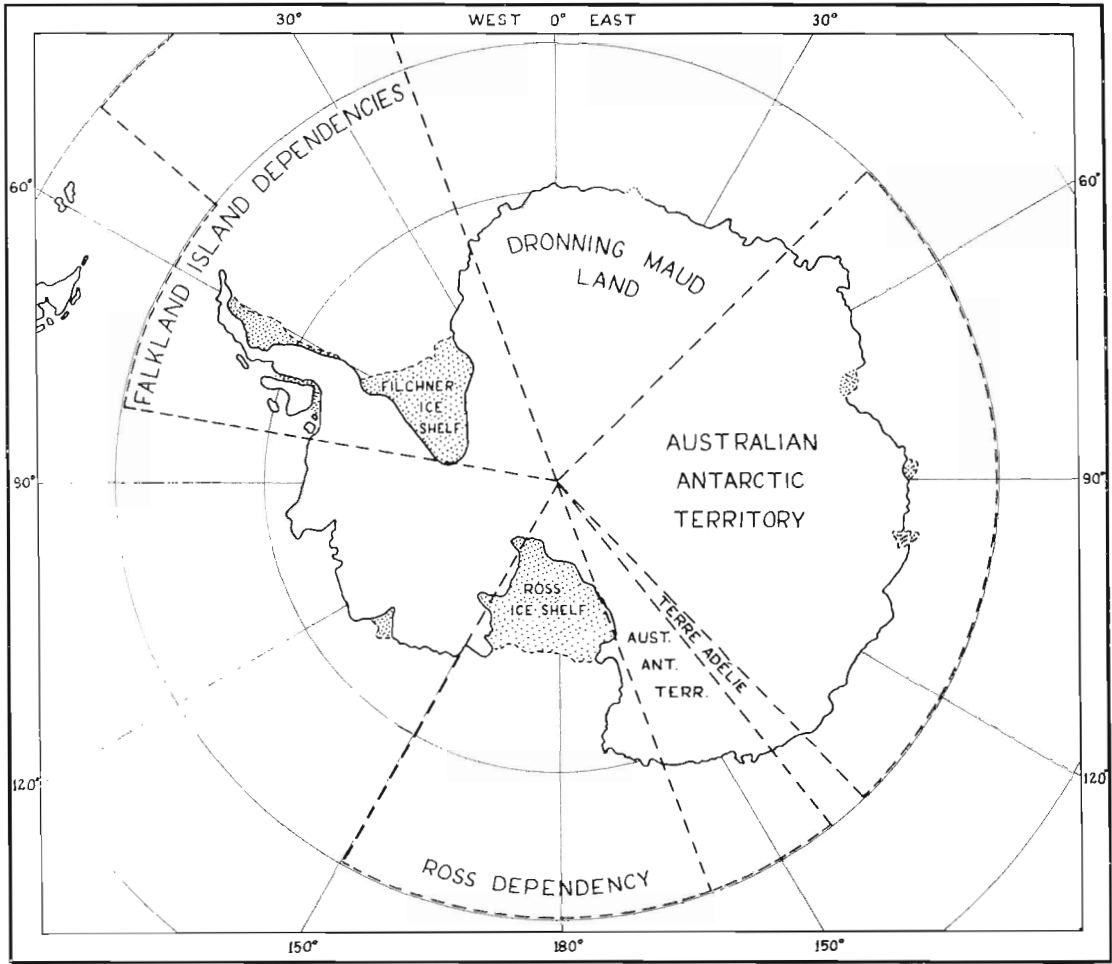 30° WEST 0° EAST 30°
60°
60°
FALKLAND ISLAND DEPENDENCIES
DRONNING MAUD
LAND
FILCHNER
ICE
SHELF
AUSTRALIAN
ANTARCTIC
TERRITORY
90°
90°
ROSS
ICE SHELF
TERRE ADÉLIE
AUST.
ANT.
TERR.
120°
120°
ROSS DEPENDENCY
150° 180° 150°